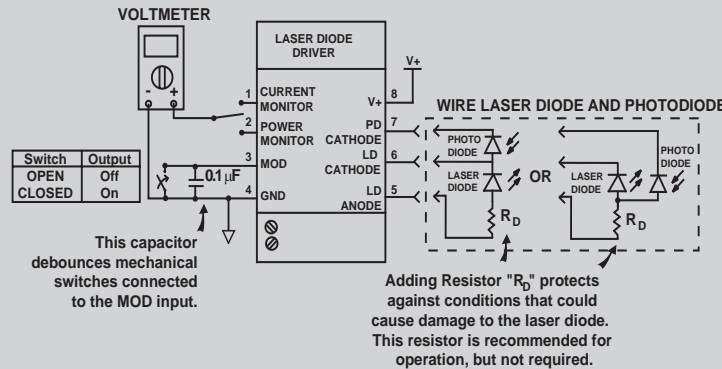 VOLTMETER
- +
LASER DIODE
DRIVER
V+
1 CURRENT
MONITOR
2 POWER
MONITOR
3 MOD
4 GND
8
V+
7
PD
CATHODE
6
LD
CATHODE
5
LD
ANODE
Switch Output
OPEN Off
CLOSED On
0.1 µF
This capacitor
debounces mechanical
switches connected
to the MOD input.
WIRE LASER DIODE AND PHOTODIODE
PHOTO
DIODE
LASER
DIODE
RD
OR
LASER
DIODE
PHOTO
DIODE
RD
Adding Resistor "RD" protects
against conditions that could
cause damage to the laser diode.
This resistor is recommended for
operation, but not required.